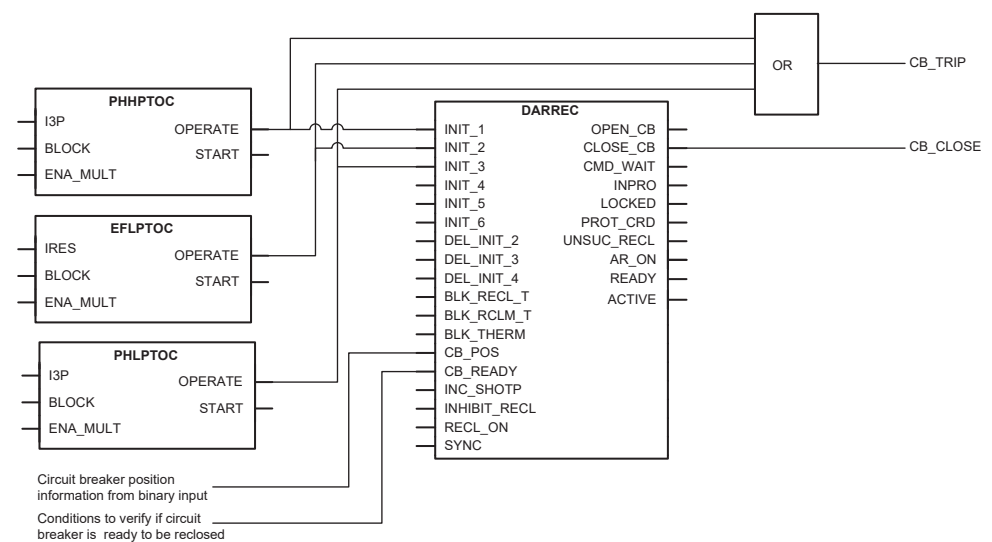 OR
CB_TRIP
PHHPTOC
I3P
OPERATE
BLOCK
START
ENA_MULT
EFLPTOC
IRES
OPERATE
BLOCK
START
ENA_MULT
PHLPTOC
I3P
OPERATE
BLOCK
START
ENA_MULT
DARREC
INIT_1
OPEN_CB
INIT_2
CLOSE_CB
CB_CLOSE
INIT_3
CMD_WAIT
INIT_4
INPRO
INIT_5
LOCKED
INIT_6
PROT_CRD
DEL_INIT_2
UNSUC_RECL
DEL_INIT_3
AR_ON
DEL_INIT_4
READY
BLK_RECL_T
ACTIVE
BLK_RCLM_T
BLK_THERM
CB_POS
CB_READY
INC_SHOTP
INHIBIT_RECL
RECL_ON
SYNC
Circuit breaker position
information from binary input
Conditions to verify if circuit
breaker is ready to be reclosed